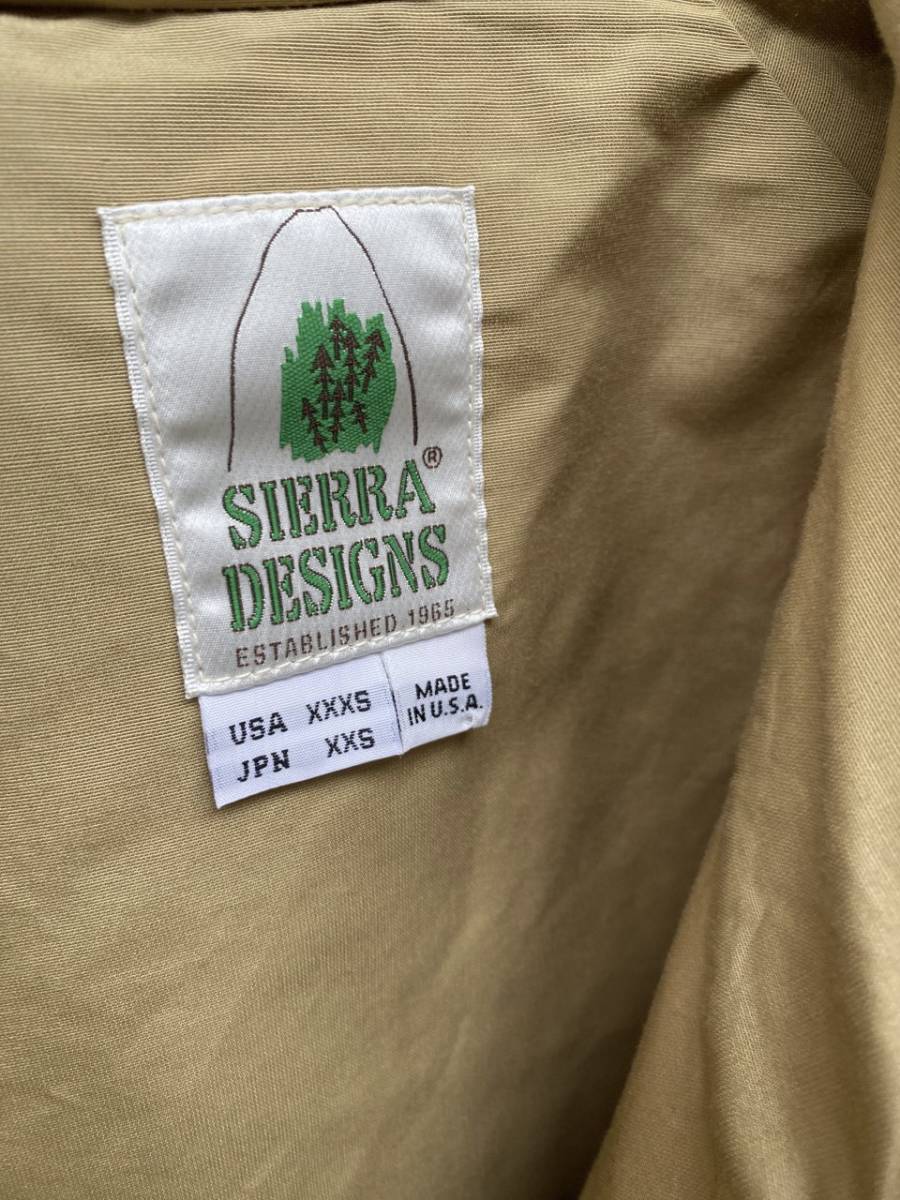 ®
SIERRA
DESIGNS
ESTABLISHED 1965
USA XXXS
JPN XXS
MADE
IN U.S.A.